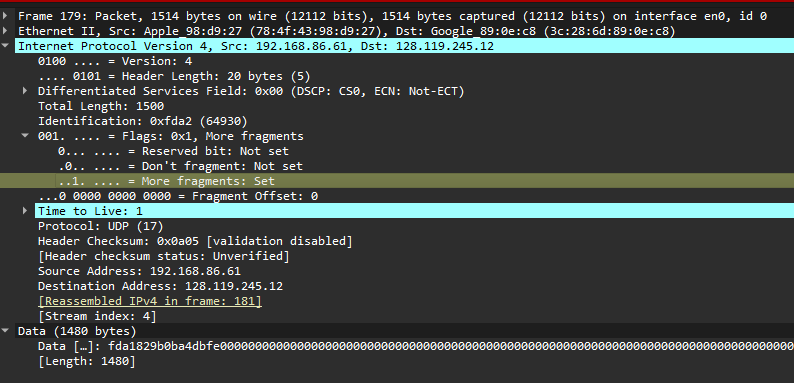 Frame 179: Packet, 1514 bytes on wire (12112 bits), 1514 bytes captured (12112 bits) on interface en0, id 0
Ethernet II, Src: Apple_98:d9:27 (78:4f:43:98:d9:27), Dst: Google_89:0e:c8 (3c:28:6d:89:0e:c8)
Internet Protocol Version 4, Src: 192.168.86.61, Dst: 128.119.245.12
0100 .... = Version: 4
.... 0101 = Header Length: 20 bytes (5)
Differentiated Services Field: 0x00 (DSCP: CS0, ECN: Not-ECT)
Total Length: 1500
Identification: 0xfda2 (64930)
001. .... = Flags: 0x1, More fragments
0... .... = Reserved bit: Not set
.0.. .... = Don't fragment: Not set
..1. .... = More fragments: Set
...0 0000 0000 0000 = Fragment Offset: 0
Time to Live: 1
Protocol: UDP (17)
Header Checksum: 0x0a05 [validation disabled]
[Header checksum status: Unverified]
Source Address: 192.168.86.61
Destination Address: 128.119.245.12
[Reassembled IPv4 in frame: 181]
[Stream index: 4]
Data (1480 bytes)
Data […]: fda1829b0ba4dbfe00000000000000000000000000000000000000000000000000000000000000000000000000000000
[Length: 1480]